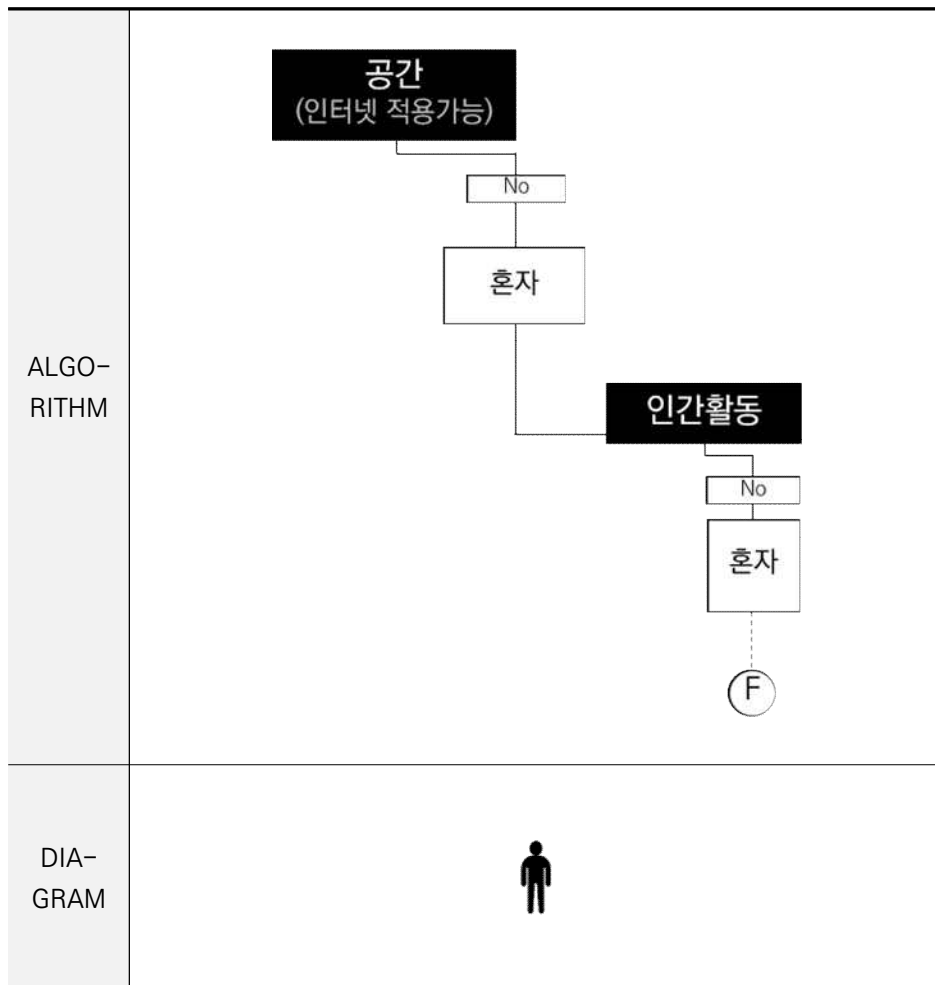 공간
(인터넷 적용가능)
No
혼자
ALGO-
RITHM
인간활동
No
혼자
F
DIA-
GRAM